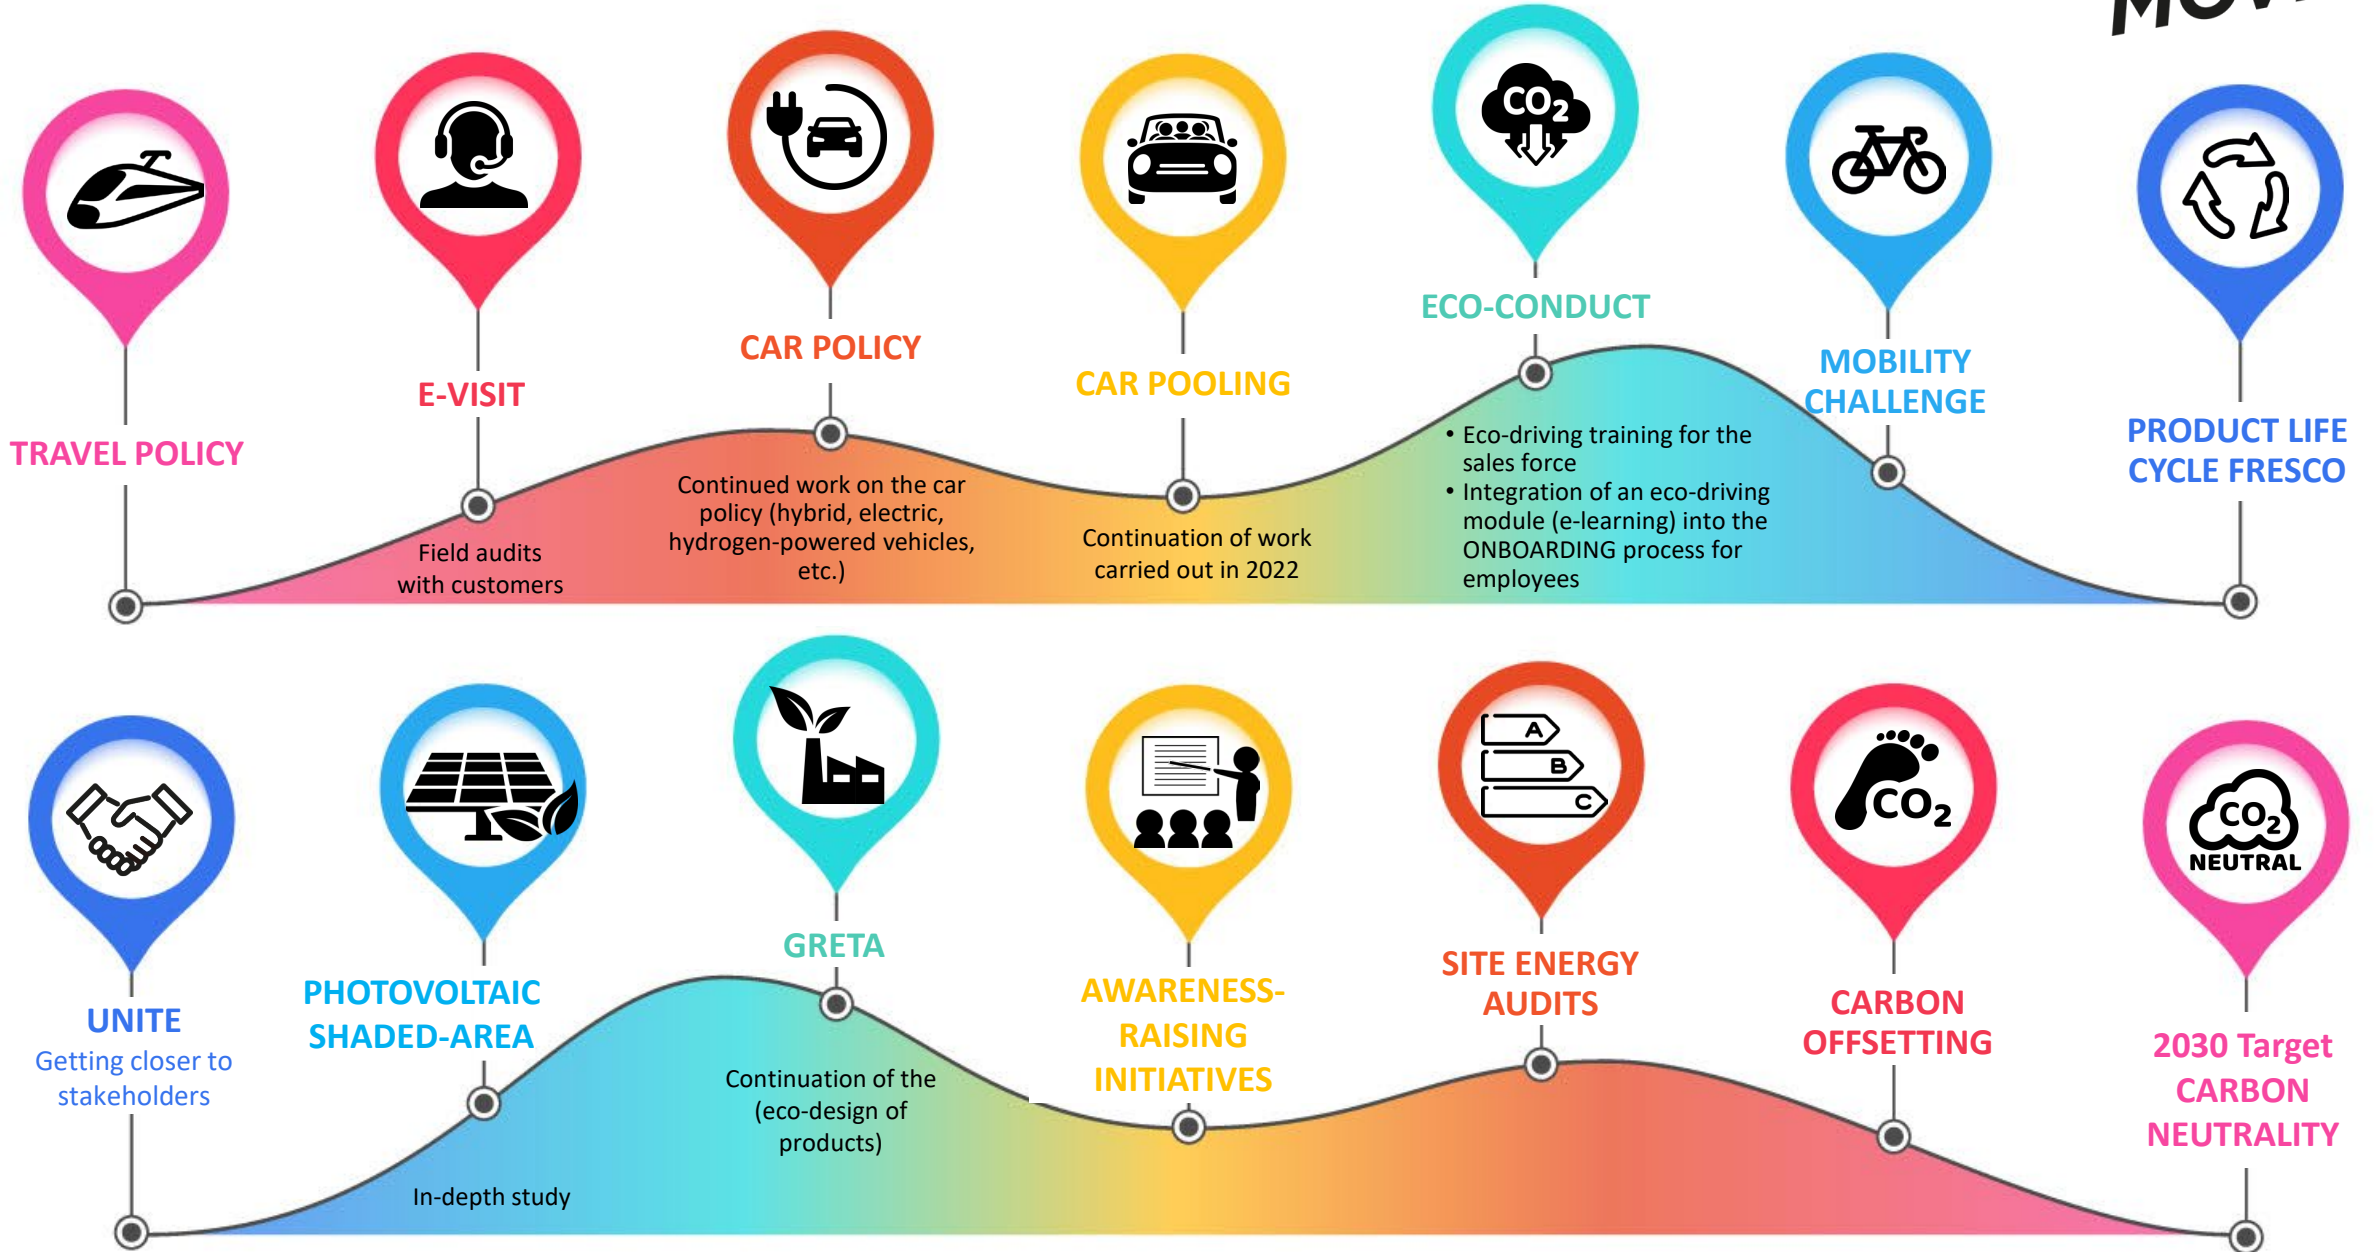 CO2
ECO-CONDUCT
CAR POLICY
MOBILITY
CHALLENGE
CAR POOLING
E-VISIT
TRAVEL POLICY
PRODUCT LIFE
CYCLE FRESCO
Field audits
with customers
Continued work on the car
policy (hybrid, electric,
hydrogen-powered vehicles,
etc.)
Continuation of work
carried out in 2022
• Eco-driving training for the
sales force
• Integration of an eco-driving
module (e-learning) into the
ONBOARDING process for
employees
A
B
C
CO2
CO2
NEUTRAL
UNITE
Getting closer to
stakeholders
PHOTOVOLTAIC
SHADED-AREA
In-depth study
GRETA
Continuation of the
(eco-design of
products)
AWARENESS-
RAISING
INITIATIVES
SITE ENERGY
AUDITS
CARBON
OFFSETTING
2030 Target
CARBON
NEUTRALITY